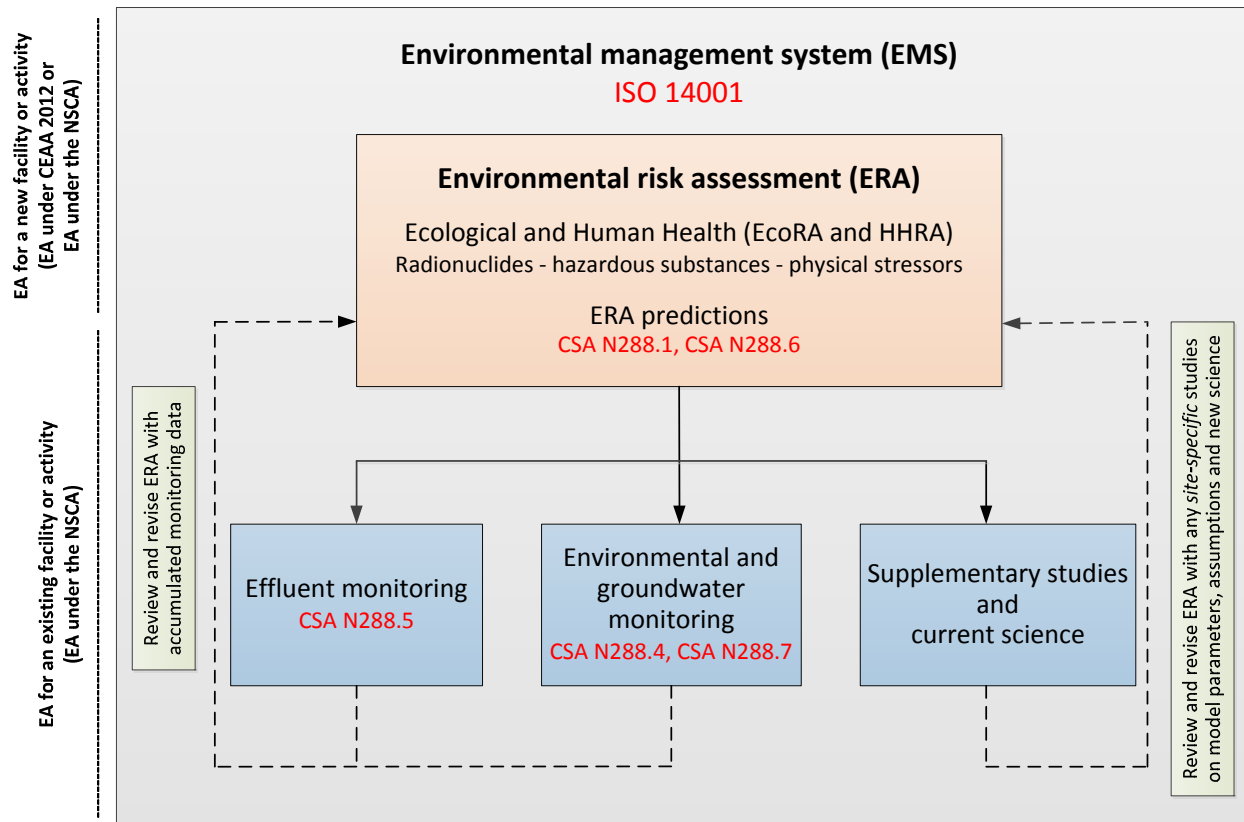 Environmental management system (EMS)
ISO 14001
EA for a new facility or activity
(EA under CEAA 2012 or
EA under the NSCA)
Environmental risk assessment (ERA)
Ecological and Human Health (EcoRA and HHRA)
Radionuclides - hazardous substances - physical stressors
ERA predictions
CSA N288.1, CSA N288.6
EA for an existing facility or activity
(EA under the NSCA)
Review and revise ERA with
accumulated monitoring data
Effluent monitoring
CSA N288.5
Environmental and
groundwater
monitoring
CSA N288.4, CSA N288.7
Supplementary studies
and
current science
Review and revise ERA with any site-specific studies
on model parameters, assumptions and new science